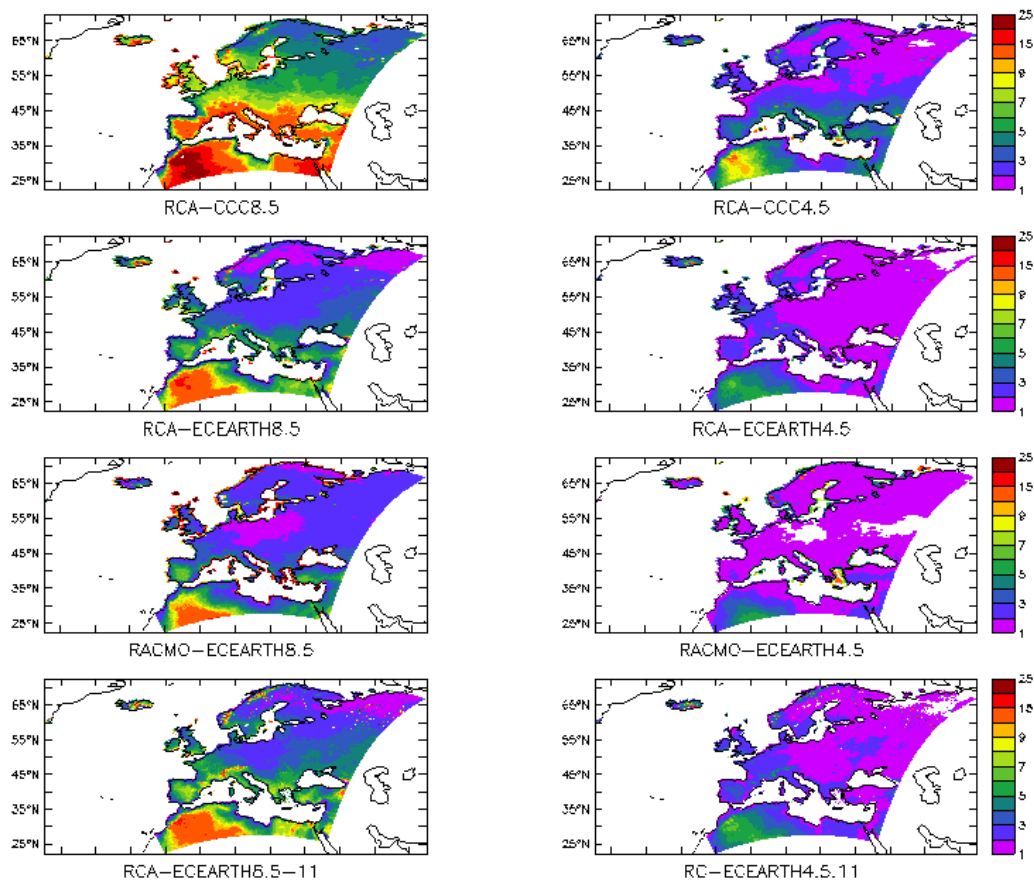 65°N
55°N
45°N
35°N
25°N
RCA-CCC8.5
65°N
55°N
45°N
35°N
25°N
RCA-CCC4.5
25
15
9
7
5
3
1
65°N
55°N
45°N
35°N
25°N
RCA-ECEARTH8.5
65°N
55°N
45°N
35°N
25°N
RCA-ECEARTH4.5
25
15
9
7
5
3
1
65°N
55°N
45°N
35°N
25°N
RACMO-ECEARTH8.5
65°N
55°N
45°N
35°N
25°N
RACMO-ECEARTH4.5
25
15
9
7
5
3
1
65°N
55°N
45°N
35°N
25°N
RCA-ECEARTH8.5-11
65°N
55°N
45°N
35°N
25°N
RC-ECEARTH4.5.11
25
15
9
7
5
3
1